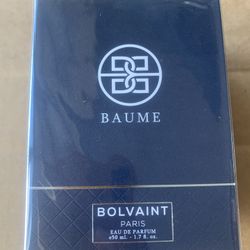 BAUME
BOLVAINT
PARIS
EAU DE PARFUM
e50 ml. - 1.7 fl. oz.